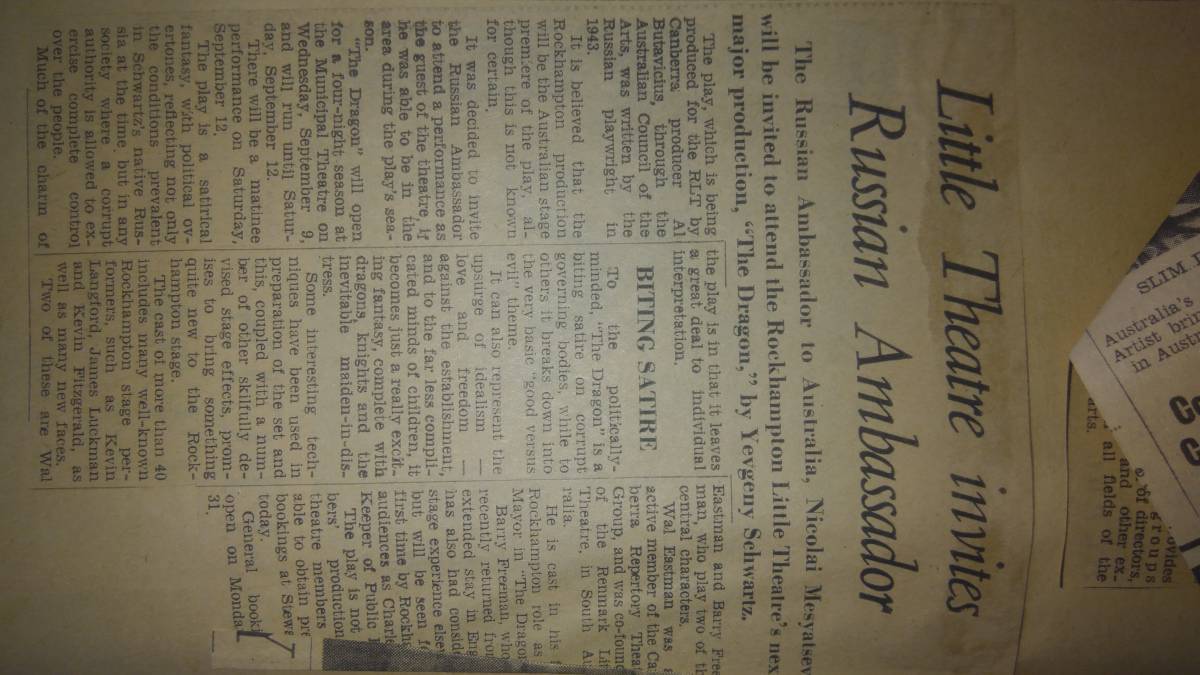 Little Theatre invites
Russian Ambassador
The Russian Ambassador to Australia, Nicolai Mesyatsev
will be invited to attend the Rockhampton Little Theatre's nex
major production, “The Dragon,” by Yevgeny Schwartz.
The play, which is being
produced for the RLT by
Canberra producer Al
Butavicius, through the
Australian Council of the
Arts, was written by the
Russian playwright in
1943.
It is believed that the
Rockhampton production
will be the Australian stage
premiere of the play, al-
though this is not known
for certain.
It was decided to invite
the Russian Ambassador
to attend a performance as
the guest of the theatre, if
he was able to be in the
area during the play's sea-
son.
“The Dragon” will open
for a four-night season at
the Municipal Theatre on
Wednesday, September 9,
and will run until Satur-
day, September 12.
There will be a matinee
performance on Saturday,
September 12.
The play is a satirical
fantasy, with political ov-
ertones, reflecting not only
the conditions prevalent
in Schwartz's native Rus-
sia at the time, but in any
society where a corrupt
authority is allowed to ex-
ercise complete control
over the people.
Much of the charm of
the play is in that it leaves
a great deal to individual
interpetation.
BITING SATIRE
To the politically-
minded, “The Dragon” is a
biting satire on corrupt
governing bodies, while to
others it breaks down into
the very basic “good versus
evil” theme.
It can also represent the
upsurge of idealism —
love and freedom —
against the establishment,
and to the far less compli-
cated minds of children, it
becomes just a really excit-
ing fantasy, complete with
dragons, knights and the
inevitable maiden-in-dis-
tress.
Some interesting tech-
niques have been used in
preparation of the set and
this, coupled with a num-
ber of other skilfully de-
vised stage effects, prom-
ises to bring something
quite new to the Rock-
hampton stage.
The cast of more than 40
includes many well-known
Rockhampton stage per-
formers, such as Kevin
Langford, James Luckman
and Kevin Fitzgerald, as
well as many new faces.
Two of these are Wal
Eastman and Barry Free
man, who play two of th
central characters.
Wal Eastman was a
active member of the Ca
berra Repertory Theat
Group, and was co-found
of the Renmark Lit
Theatre, in South Au
ralia.
He is cast in his f
Rockhampton role as
Mayor in “The Dragon
Barry Freeman, who
recently returned fro
extended stay in Eng
has also had consid
stage experience else
but will be seen f
first time by Rockh
audiences as Charle
Keeper of Public
The play is not
bers' production
theatre members
able to obtain pre
bookings at Stewa
today.
General book
open on Monda
31.
SLIM
Australia's
Artist brin
in Austr
ovides
groups
of directors,
and other ex-
all fields of the
arts.